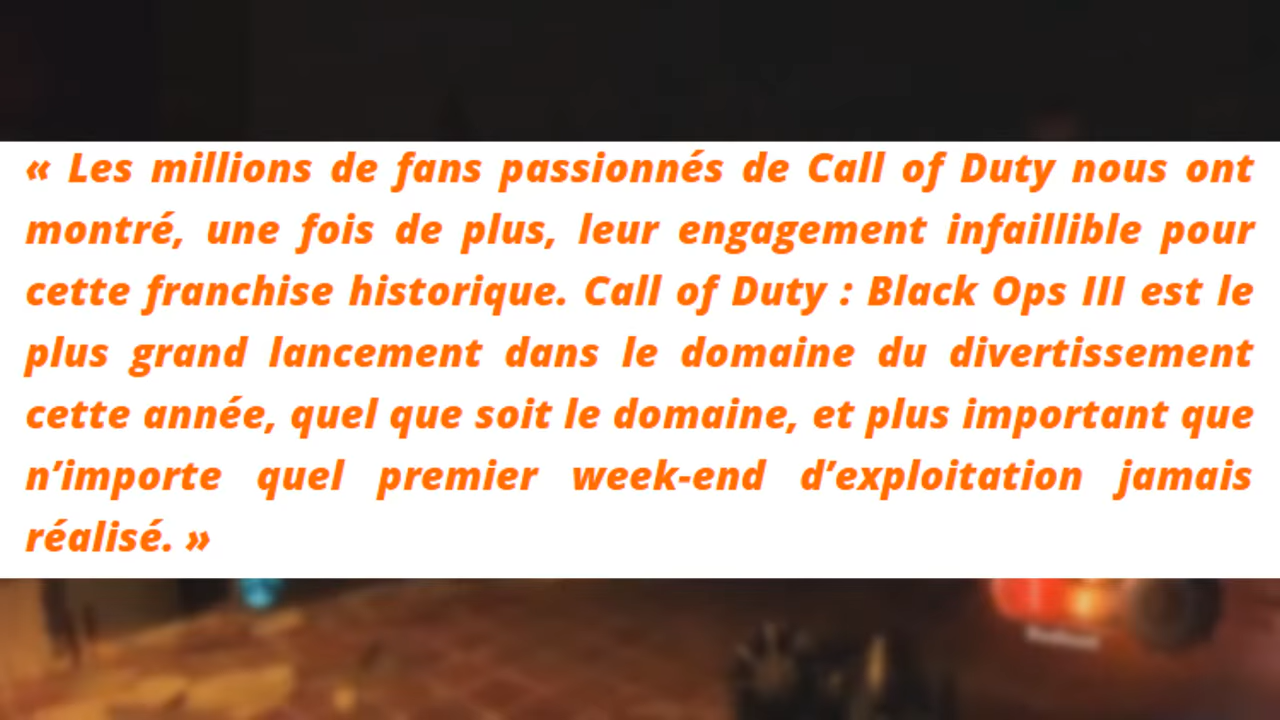 « Les millions de fans passionnés de Call of Duty nous ont
montré, une fois de plus, leur engagement infaillible pour
cette franchise historique. Call of Duty : Black Ops III est le
plus grand lancement dans le domaine du divertissement
cette année, quel que soit le domaine, et plus important que
n’importe quel premier week-end d’exploitation jamais
réalisé. »